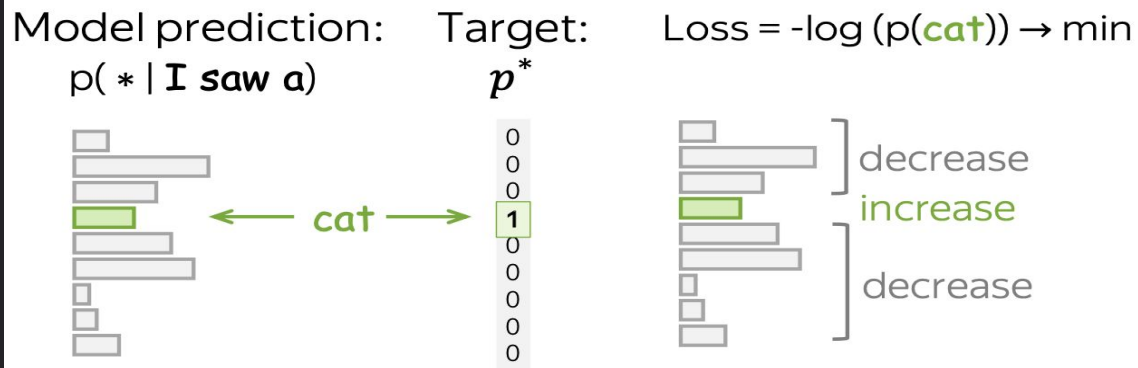 Model prediction:
p( * | I saw a)
Target:
p*
Loss = -log (p(cat)) → min
0
0
0
1
0
0
0
0
0
cat
decrease
increase
decrease